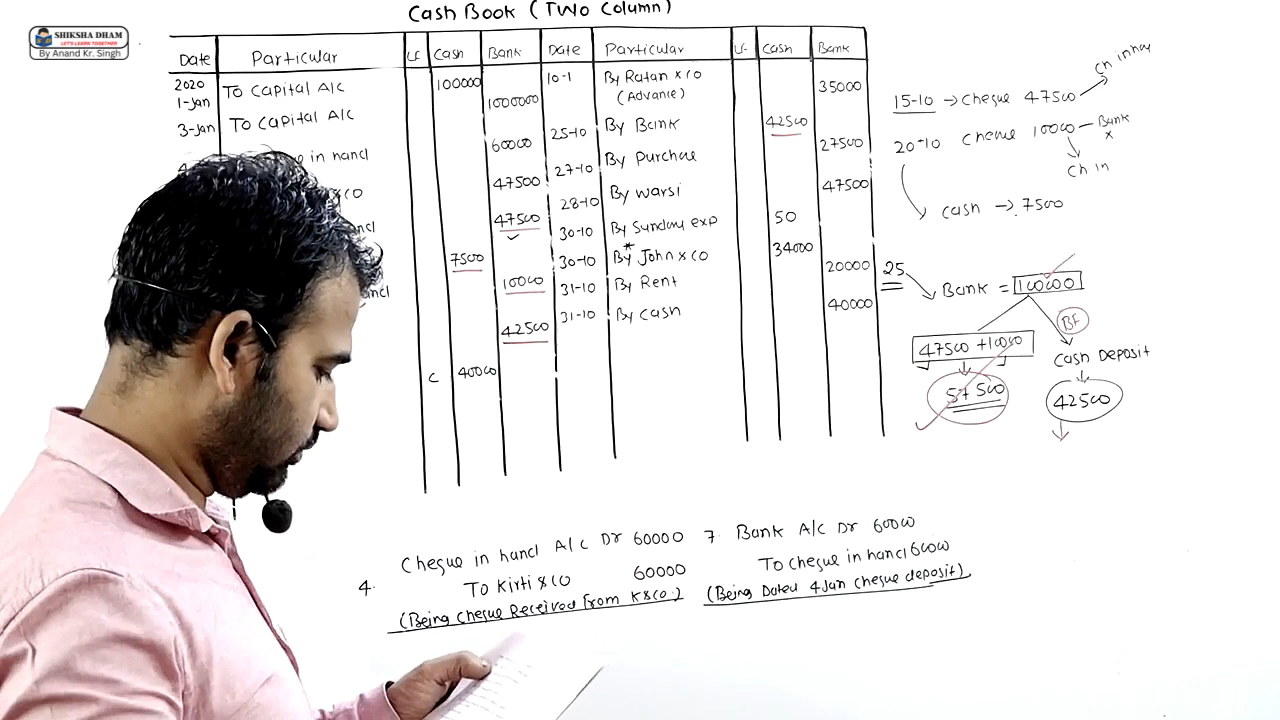 Cash Book (Two Column)
SHIKSHA DHAM
LET'S LEARN TOGETHER
By Anand Kr. Singh
Date Particular LF Cash Bank Date Particular LF Cash Bank
2020
1-Jan To Capital A/c 100000 10-1 By Ratan & co 35000
(Advance)
3-Jan To Capital A/c 1000000 25-10 By Bank 42500
in hand 60000 27-10 By Purchae 27500
co 47500 28-10 By Warsi 47500
47500 30-10 By Sunday exp 50
7500 30-10 By* John & co 34000
10000 31-10 By Rent 20000
42500 31-10 By cash 40000
C 40000
15-10 → Cheque 47500
20-10 Cheque 10000 – Bank
x
Ch in
cash → 7500
25
Bank = 100000
BF
47500 + 10000
Cash Deposit
57500
42500
4. Cheque in hand A/C Dr 60000
To Kirti & co 60000
(Being Cheque Received from K & co)
7. Bank A/C Dr 60000
To cheque in hand 60000
(Being Dated 4 Jan cheque deposit)